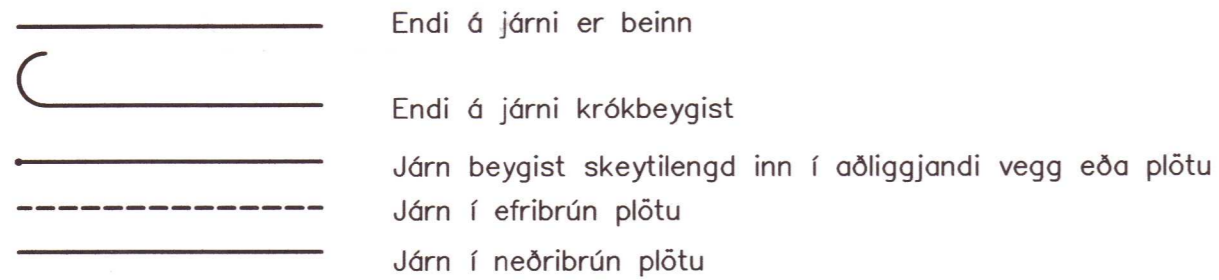 Endi á járni er beinn
Endi á járni krókbeygist
Járn beygist skeytilengd inn í aðliggjandi vegg eða plötu
Járn í efribrún plötu
Járn í neðribrún plötu